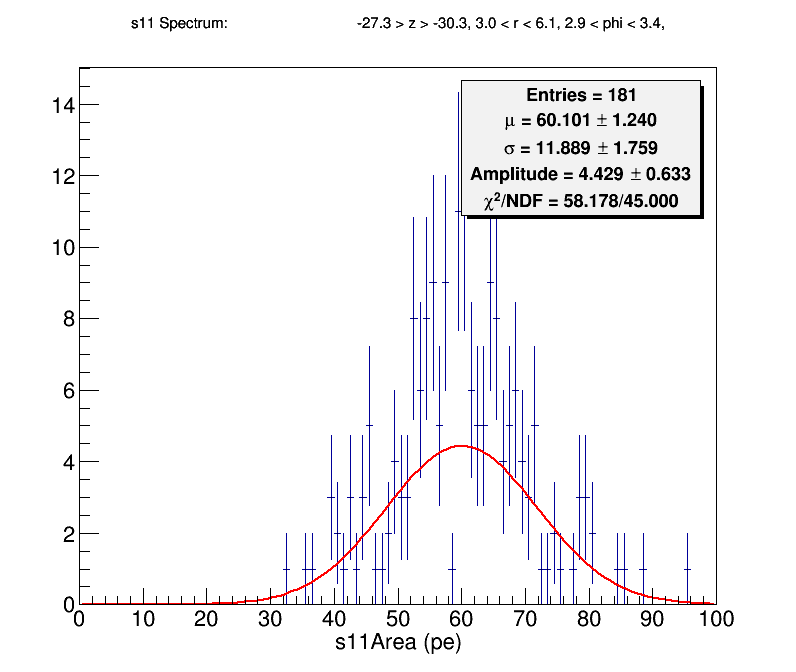 s11 Spectrum: -27.3 > z > -30.3, 3.0 < r < 6.1, 2.9 < phi < 3.4,
Entries = 181
μ = 60.101 ± 1.240
σ = 11.889 ± 1.759
Amplitude = 4.429 ± 0.633
χ²/NDF = 58.178/45.000
14
12
10
8
6
4
2
0
0 10 20 30 40 50 60 70 80 90 100
s11Area (pe)